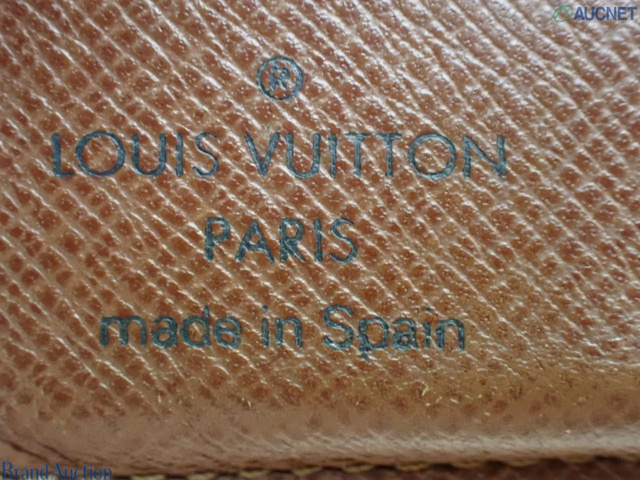 AUCNET
®
LOUIS VUITTON
PARIS
made in Spain
Brand Auction